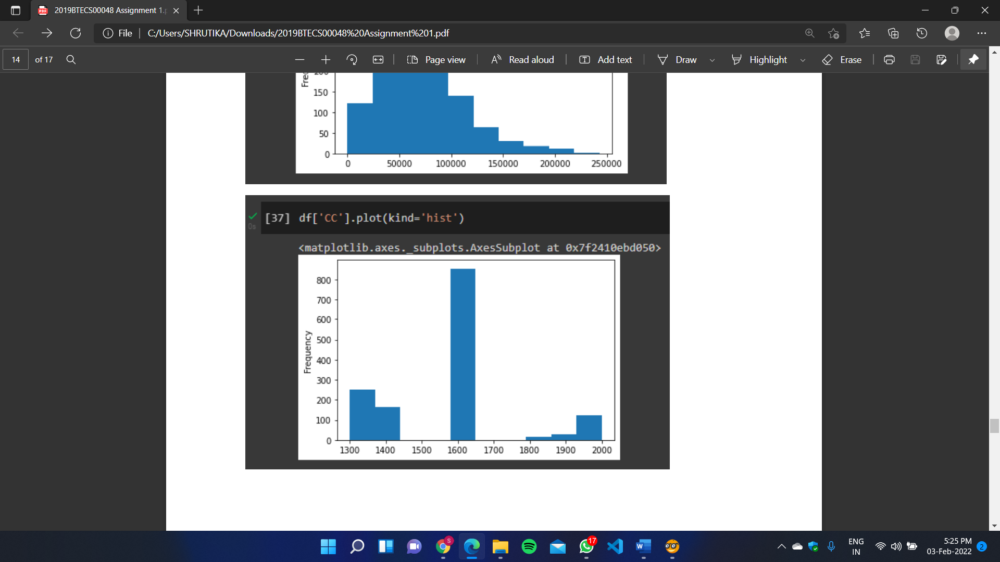 2019BTECS00048 Assignment 1.p
File C:/Users/SHRUTIKA/Downloads/2019BTECS00048%20Assignment%201.pdf
14 of 17 Page view Read aloud Add text Draw Highlight Erase
200
150
100
50
0
0 50000 100000 150000 200000 250000
[37] df['CC'].plot(kind='hist')
0s
<matplotlib.axes._subplots.AxesSubplot at 0x7f2410ebd050>
800
700
600
500
400
300
200
100
0
Frequency
1300 1400 1500 1600 1700 1800 1900 2000
S
17
ENG
IN
5:25 PM
03-Feb-2022
2